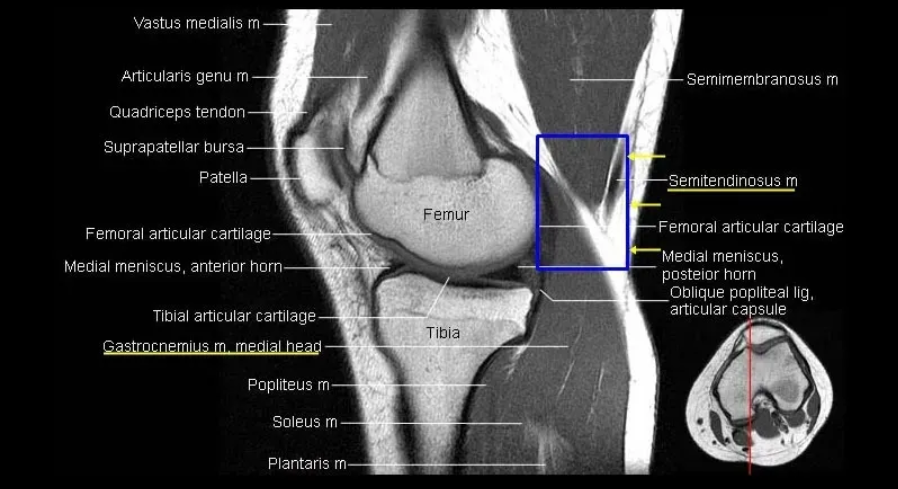 Vastus medialis m
Articularis genu m
Quadriceps tendon
Suprapatellar bursa
Patella
Femoral articular cartilage
Medial meniscus, anterior horn
Tibial articular cartilage
Gastrocnemius m, medial head
Popliteus m
Soleus m
Plantaris m
Femur
Tibia
Semimembranosus m
Semitendinosus m
Femoral articular cartilage
Medial meniscus,
posteior horn
Oblique popliteal lig,
articular capsule